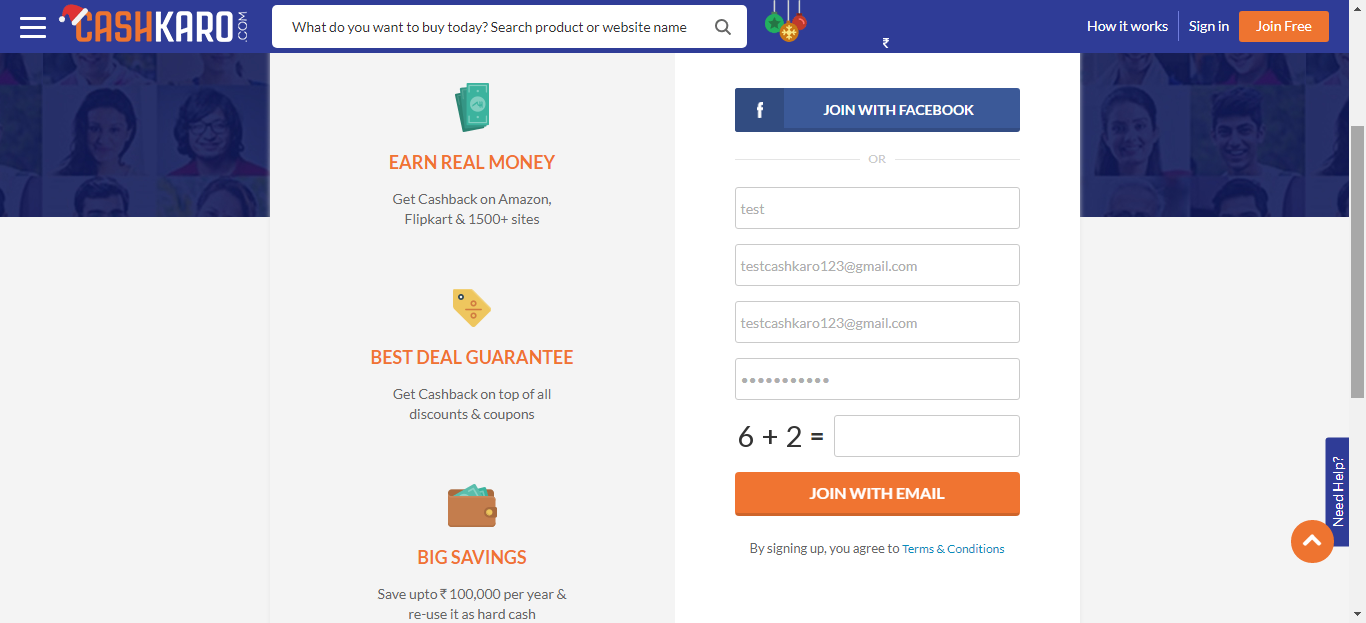 CASHKARO.COM
What do you want to buy today? Search product or website name
₹
How it works
Sign in
Join Free
EARN REAL MONEY
Get Cashback on Amazon,
Flipkart & 1500+ sites
BEST DEAL GUARANTEE
Get Cashback on top of all
discounts & coupons
BIG SAVINGS
Save upto ₹ 100,000 per year &
re-use it as hard cash
f JOIN WITH FACEBOOK
OR
test
testcashkaro123@gmail.com
testcashkaro123@gmail.com
•••••••••••
6 + 2 =
JOIN WITH EMAIL
By signing up, you agree to Terms & Conditions
Need Help?